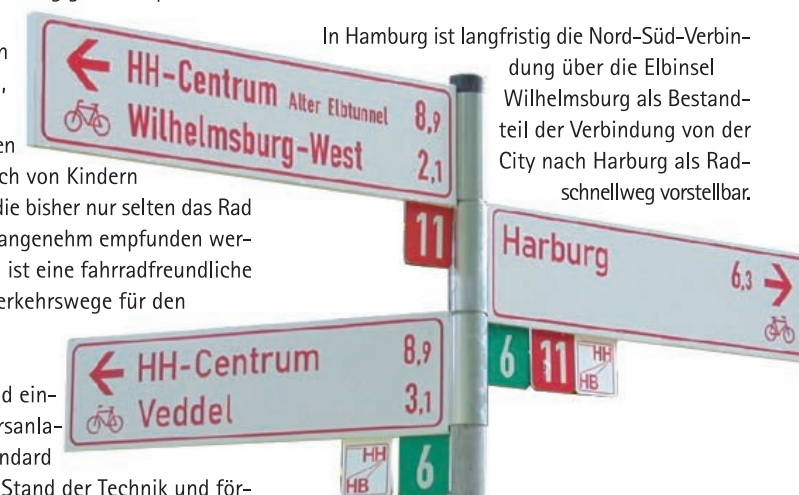 ch von Kindern
die bisher nur selten das Rad
angenehm empfunden wer-
ist eine fahrradfreundliche
erkehrswege für den
d ein-
rsanla-
ndard
Stand der Technik und för-
In Hamburg ist langfristig die Nord-Süd-Verbin-
dung über die Elbinsel
Wilhelmsburg als Bestand-
teil der Verbindung von der
City nach Harburg als Rad-
schnellweg vorstellbar.
HH-Centrum Alter Elbtunnel 8,9
Wilhelmsburg-West 2,1
11
Harburg 6,3
6 11 HH HB
HH-Centrum 8,9
Veddel 3,1
HH HB 6